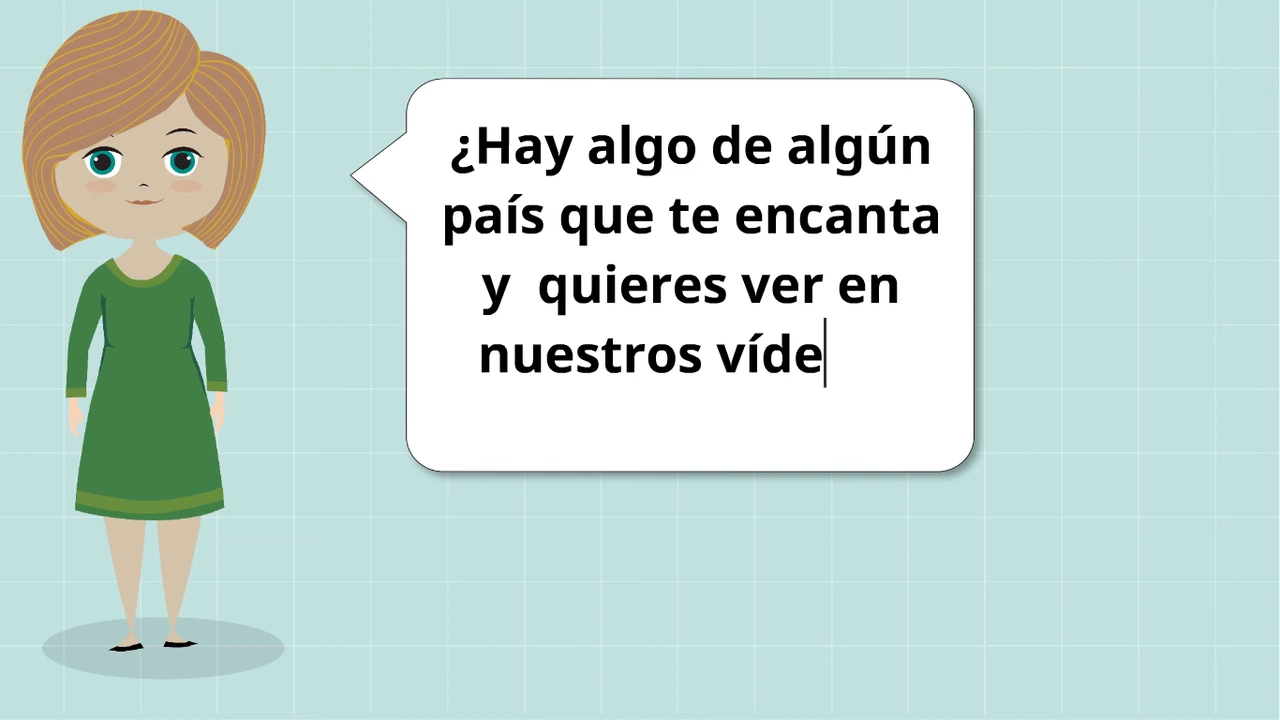 ¿Hay algo de algún
país que te encanta
y  quieres ver en
nuestros víde